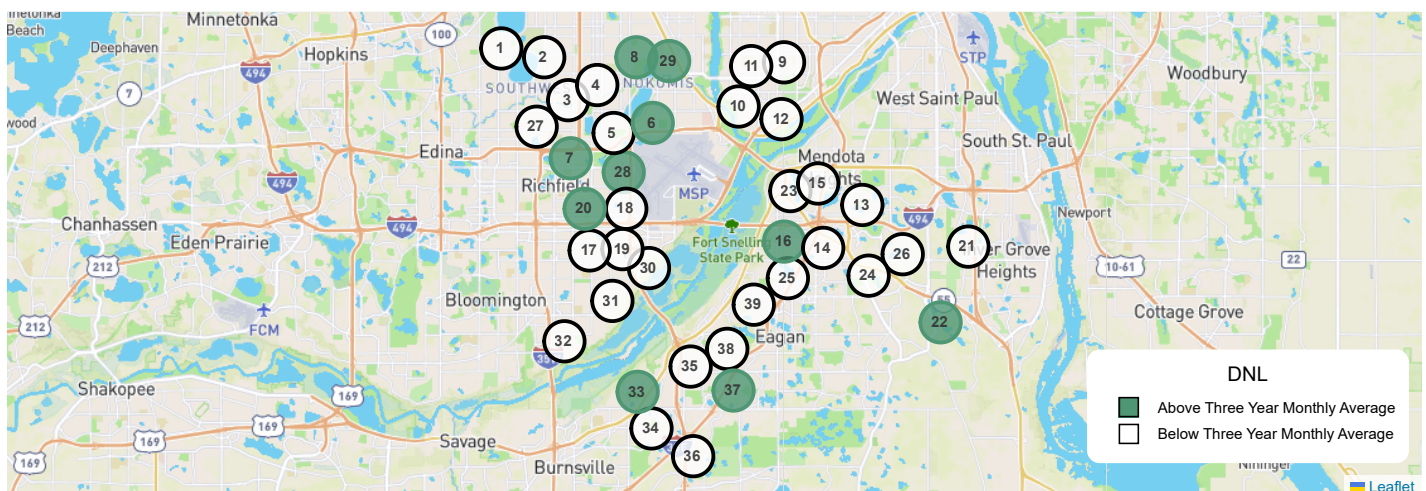 Minnetonka
Beach
Minnetonka
Deephaven
Hopkins
100
1
2
8
29
11
9
STP
Woodbury
494
7
SOUTHW
NOKOMIS
4
3
10
12
West Saint Paul
wood
27
5
6
Edina
South St. Paul
7
28
Mendota
Heights
494
Richfield
MSP
23
15
13
Chanhassen
20
18
494
494
Newport
Eden Prairie
Fort Snelling
State Park
16
14
17
19
30
26
21
Inver Grove
Heights
212
25
24
10-61
22
Bloomington
31
39
55
22
Cottage Grove
212
FCM
32
35
Eagan
38
35
Shakopee
33
37
169
DNL
Above Three Year Monthly Average
Below Three Year Monthly Average
34
169
169
Savage
36
169
Burnsville
Nininger
Leaflet